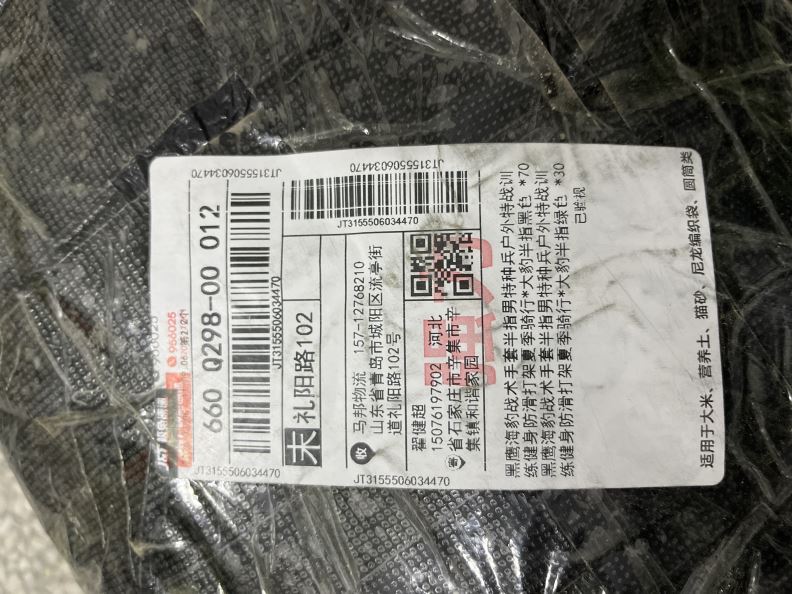 956025
660 Q298-00 012
JT3155506034470
JT3155506034470
JT3155506034470
末 礼阳路102
JT3155506034470
JT3155506034470
收 马邦物流 157-12768210
山东省青岛市城阳区流亭街
道礼阳路102号
JT3155506034470
翟健超
15076197902 河北
寄 省石家庄市辛集市辛
集镇和谐家园
黑鹰海豹战术手套半指男特种兵户外特战训
练健身防滑打架夏季骑行*大豹半指黑色 *70
黑鹰海豹战术手套半指男特种兵户外特战训
练健身防滑打架夏季骑行*大豹半指绿色 *30
已验视
适用于大米、营养土、猫砂、尼龙编织袋、圆筒类